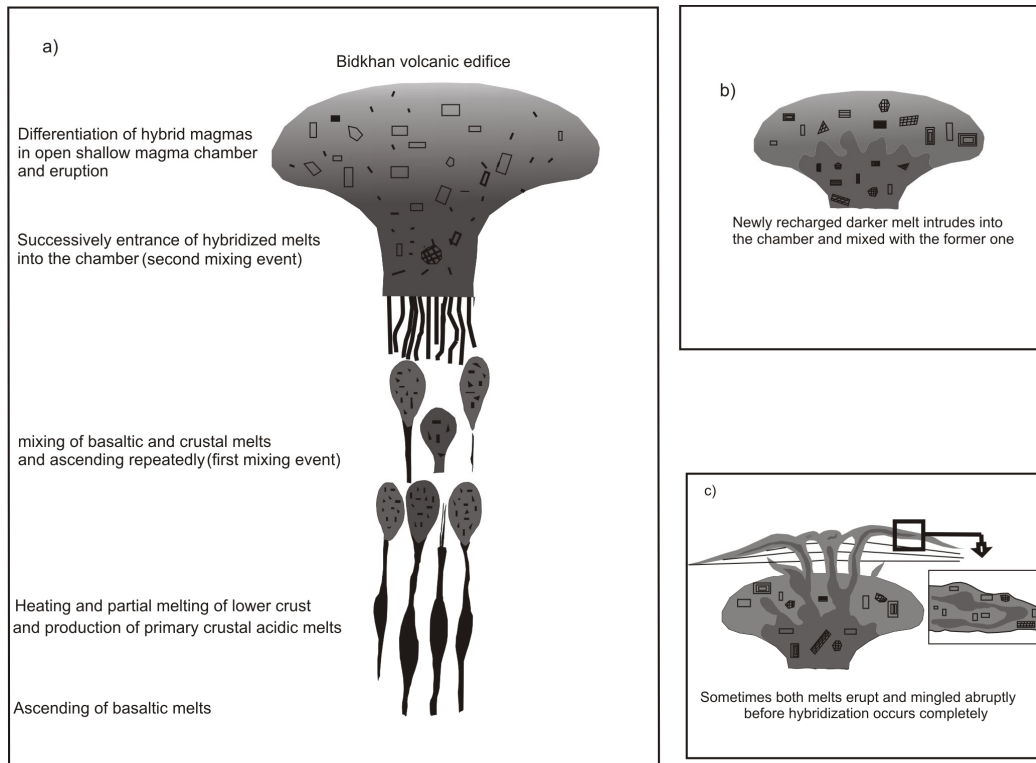 a)
Bidkhan volcanic edifice
Differentiation of hybrid magmas
in open shallow magma chamber
and eruption
Successively entrance of hybridized melts
into the chamber (second mixing event)
mixing of basaltic and crustal melts
and ascending repeatedly (first mixing event)
Heating and partial melting of lower crust
and production of primary crustal acidic melts
Ascending of basaltic melts
b)
Newly recharged darker melt intrudes into
the chamber and mixed with the former one
c)
Sometimes both melts erupt and mingled abruptly
before hybridization occurs completely